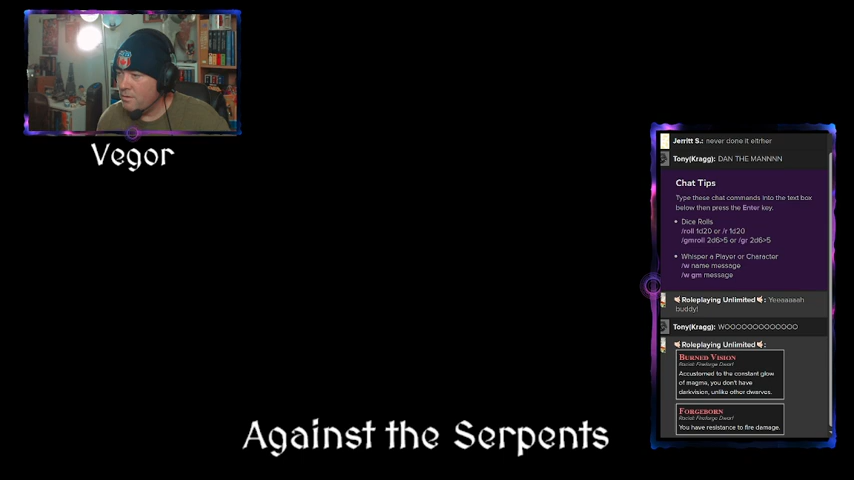 Vegor
Jerritt S.: never done it eitrher
Tony(Kragg): DAN THE MANNNN
Chat Tips
Type these chat commands into the text box
below then press the Enter key.
Dice Rolls
/roll 1d20 or /r 1d20
/gmroll 2d6>5 or /gr 2d6>5
Whisper a Player or Character
/w name message
/w gm message
Roleplaying Unlimited: Yeeaaaah
buddy!
Tony(Kragg): WOOOOOOOOOOOOO
Roleplaying Unlimited:
BURNED VISION
Racial: Fireforge Dwarf
Accustomed to the constant glow
of magma, you don't have
darkvision, unlike other dwarves.
FORGEBORN
Racial: Fireforge Dwarf
You have resistance to fire damage.
Against the Serpents